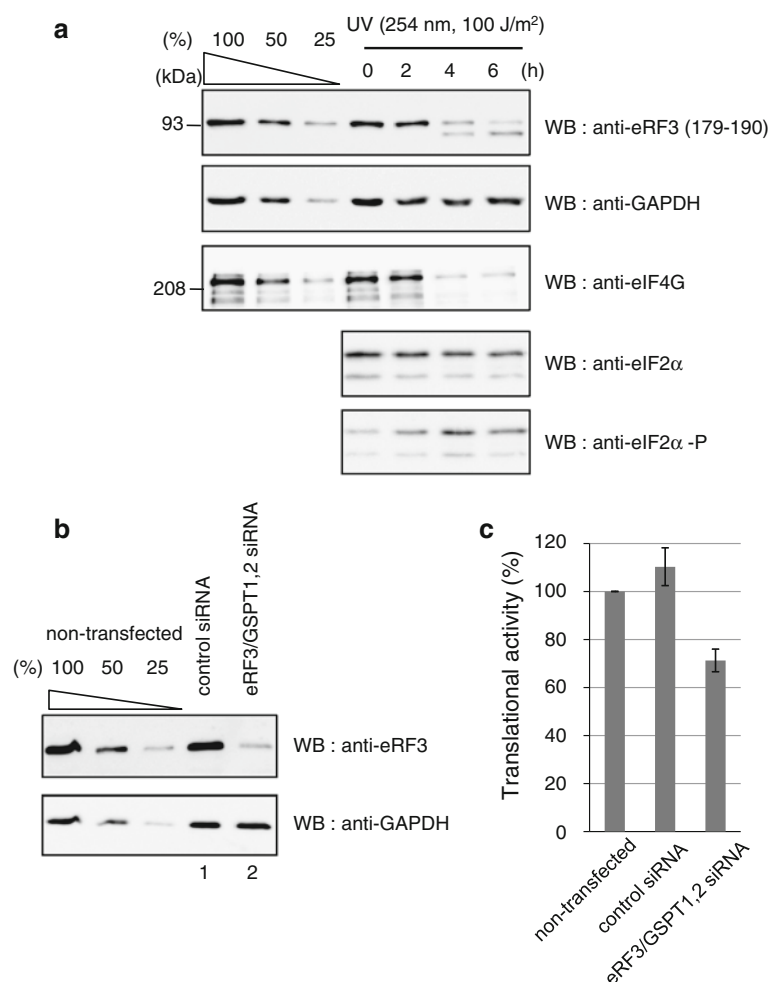 a
UV (254 nm, 100 J/m²)
(%) 100 50 25
(kDa) 0 2 4 6 (h)
93 WB : anti-eRF3 (179-190)
WB : anti-GAPDH
208 WB : anti-eIF4G
WB : anti-eIF2α
WB : anti-eIF2α -P
b
non-transfected
(%) 100 50 25
control siRNA
eRF3/GSPT1,2 siRNA
WB : anti-eRF3
WB : anti-GAPDH
1 2
c
Translational activity (%)
120
100
80
60
40
20
0
non-transfected
control siRNA
eRF3/GSPT1,2 siRNA